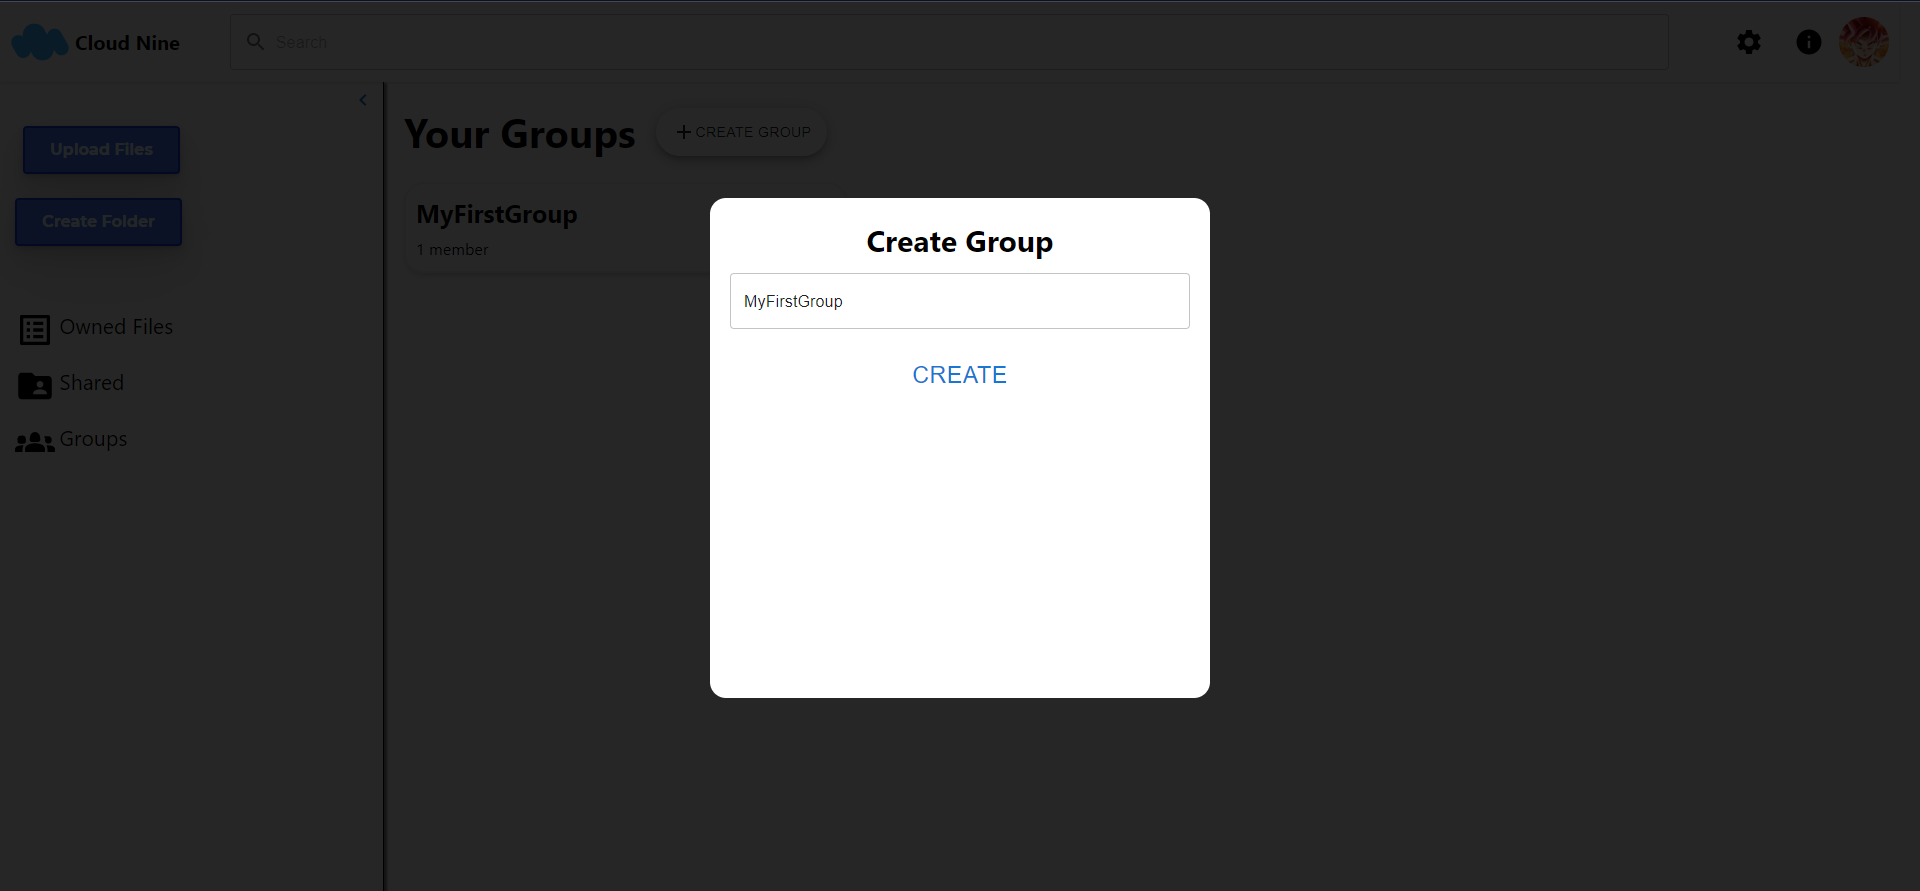 Cloud Nine
Search
Upload Files
Create Folder
Owned Files
Shared
Groups
Your Groups
CREATE GROUP
MyFirstGroup
1 member
Create Group
MyFirstGroup
CREATE